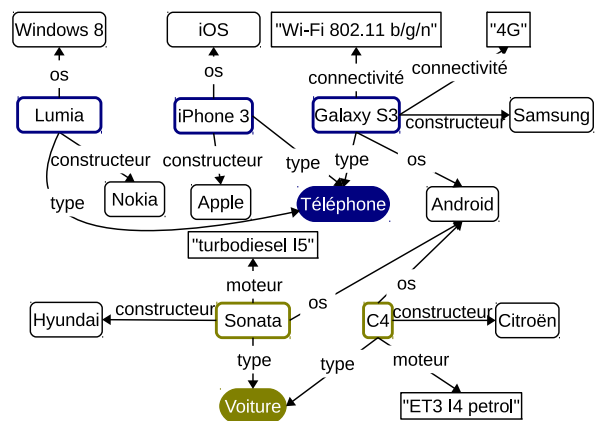 Windows 8
iOS
"Wi-Fi 802.11 b/g/n"
"4G"
os
os
connectivité
connectivité
Lumia
iPhone 3
Galaxy S3
constructeur
Samsung
constructeur
constructeur
type
type
os
type
Nokia
Apple
Téléphone
Android
"turbodiesel I5"
moteur
os
os
Hyundai
constructeur
Sonata
C4
constructeur
Citroën
type
type
moteur
Voiture
"ET3 I4 petrol"